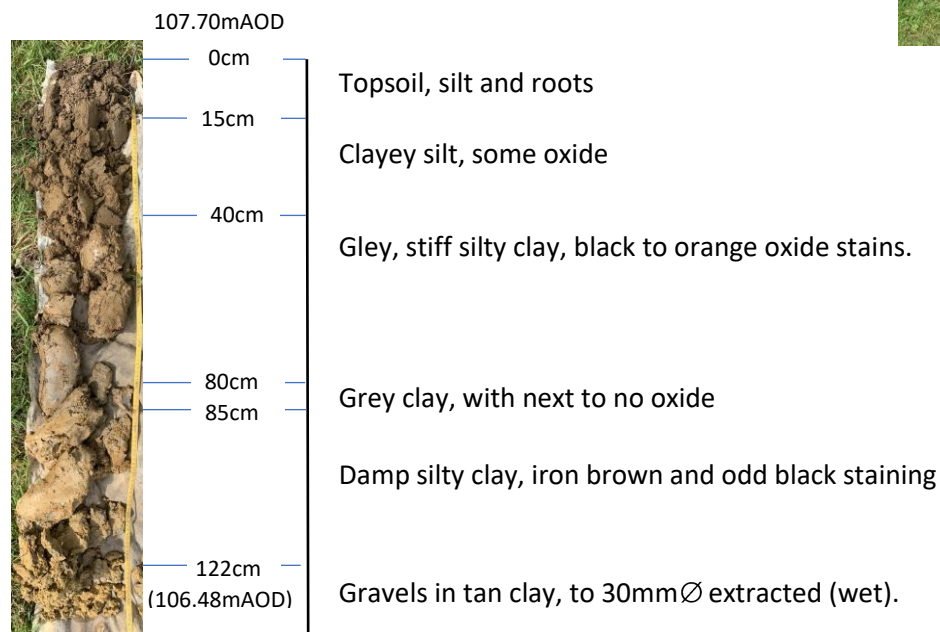 107.70mAOD
0cm
Topsoil, silt and roots
15cm
Clayey silt, some oxide
40cm
Gley, stiff silty clay, black to orange oxide stains.
80cm
Grey clay, with next to no oxide
85cm
Damp silty clay, iron brown and odd black staining
122cm
(106.48mAOD)
Gravels in tan clay, to 30mm∅ extracted (wet).